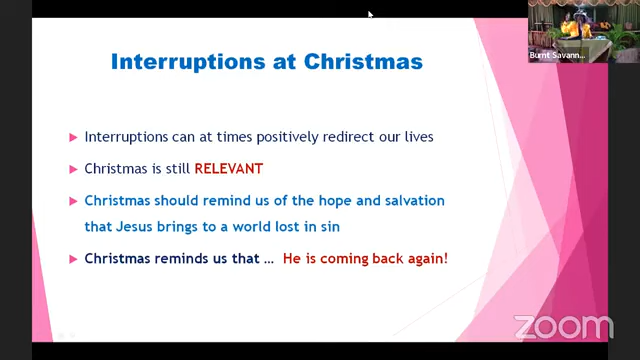 Interruptions at Christmas
Burnt Savann...
Interruptions can at times positively redirect our lives
Christmas is still RELEVANT
Christmas should remind us of the hope and salvation
that Jesus brings to a world lost in sin
Christmas reminds us that … He is coming back again!
zoom